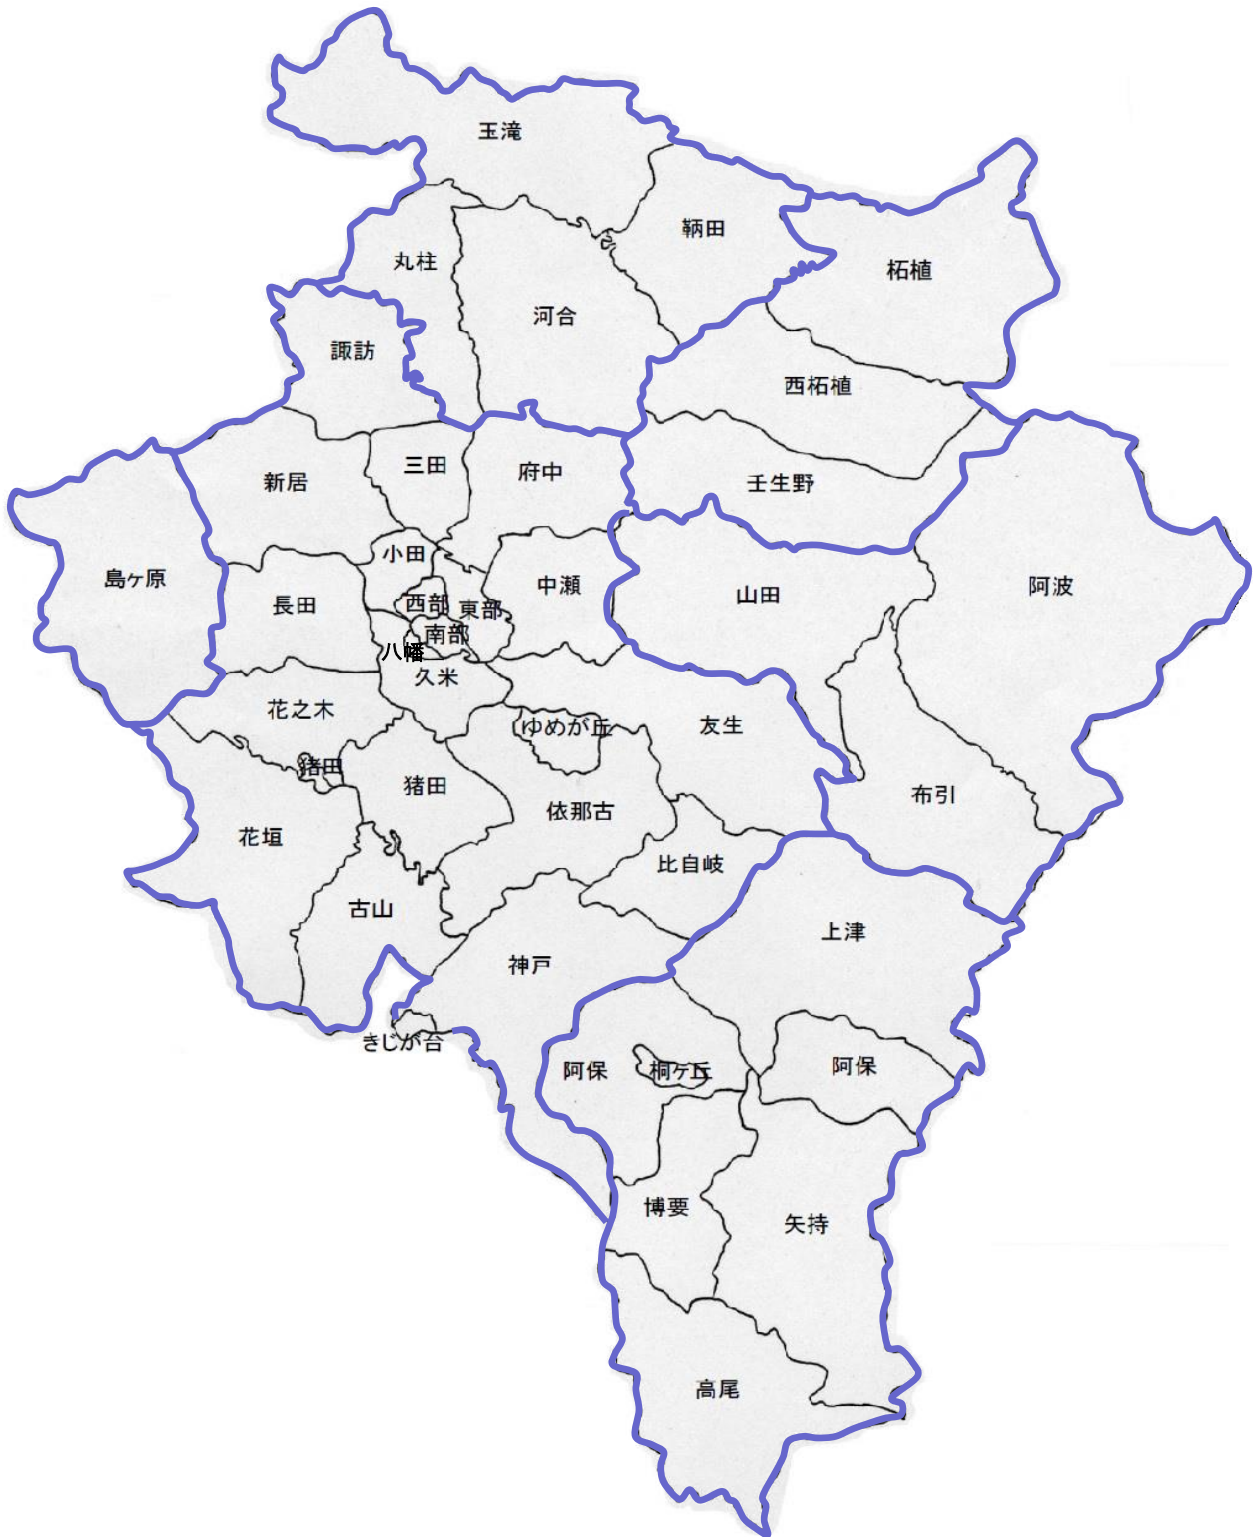 玉滝
鞆田
丸柱
柘植
河合
諏訪
西柘植
三田
府中
新居
壬生野
小田
島ヶ原
中瀬
阿波
長田
西部
東部
山田
南部
八幡
久米
花之木
ゆめが丘
友生
猪田
猪田
布引
依那古
花垣
比自岐
古山
上津
神戸
きじが台
阿保
桐ヶ丘
阿保
博要
矢持
高尾